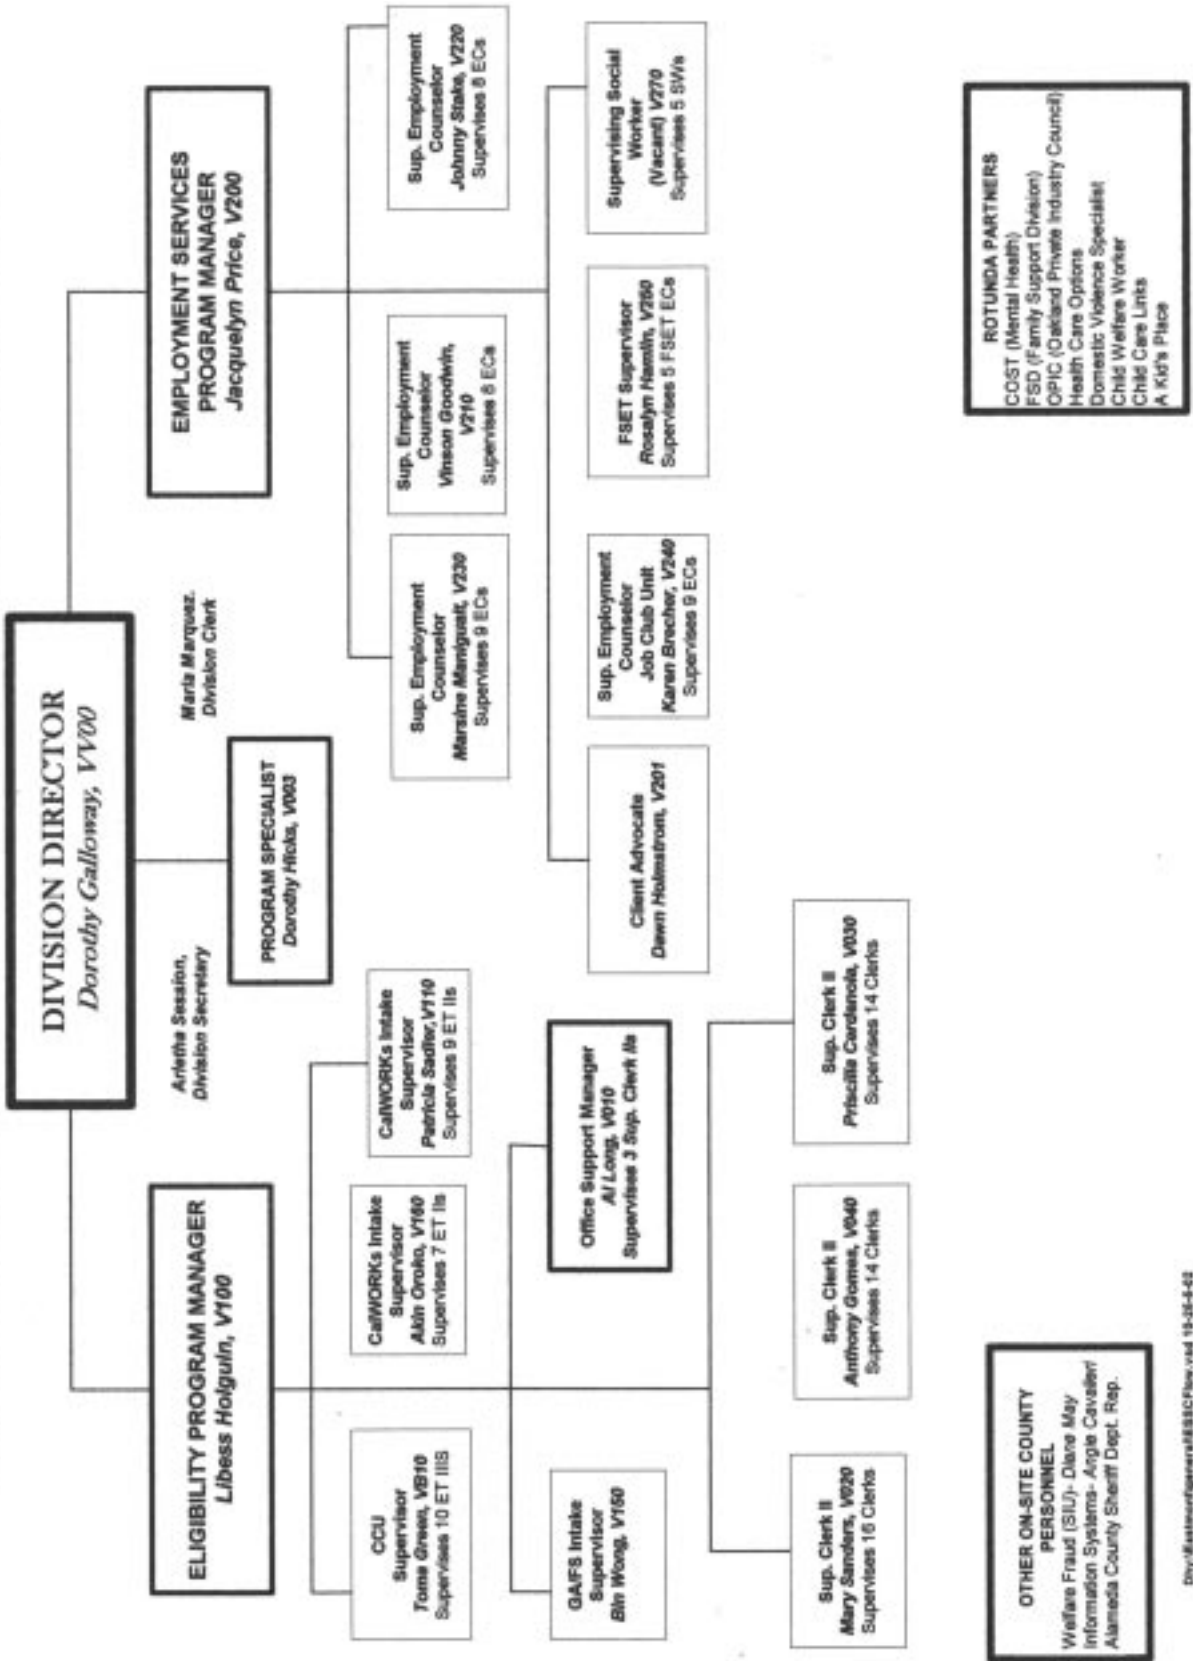 DIVISION DIRECTOR
Dorothy Galloway, VV00
Arletha Session,
Division Secretary
Maria Marquez.
Division Clerk
PROGRAM SPECIALIST
Dorothy Hicks, V003
ELIGIBILITY PROGRAM MANAGER
Libess Holguin, V100
EMPLOYMENT SERVICES
PROGRAM MANAGER
Jacquelyn Price, V200
CCU
Supervisor
Tome Green, VB10
Supervises 10 ET IIIS
CalWORKs Intake
Supervisor
Akin Oroko, V160
Supervises 7 ET IIs
CalWORKs Intake
Supervisor
Patricia Sadler, V110
Supervises 9 ET IIs
Sup. Employment
Counselor
Marsine Manigualt, V230
Supervises 9 ECs
Sup. Employment
Counselor
Vinson Goodwin,
V210
Supervises 8 ECs
Sup. Employment
Counselor
Johnny Stake, V220
Supervises 8 ECs
GA/FS Intake
Supervisor
Bin Wong, V150
Office Support Manager
Al Long, V010
Supervises 3 Sup. Clerk IIs
Client Advocate
Dawn Holmstrom, V201
Sup. Employment
Counselor
Job Club Unit
Karen Brecher, V240
Supervises 9 ECs
FSET Supervisor
Rosalyn Hamlin, V260
Supervises 5 FSET ECs
Supervising Social
Worker
(Vacant) V270
Supervises 5 SWs
Sup. Clerk II
Mary Sanders, V020
Supervises 16 Clerks
Sup. Clerk II
Anthony Gomes, V040
Supervises 14 Clerks
Sup. Clerk II
Priscilla Cardenola, V030
Supervises 14 Clerks
OTHER ON-SITE COUNTY
PERSONNEL
Welfare Fraud (SIU)- Diane May
Information Systems- Angie Cavalieri
Alameda County Sheriff Dept. Rep.
ROTUNDA PARTNERS
COST (Mental Health)
FSD (Family Support Division)
OPIC (Oakland Private Industry Council)
Health Care Options
Domestic Violence Specialist
Child Welfare Worker
Child Care Links
A Kid's Place